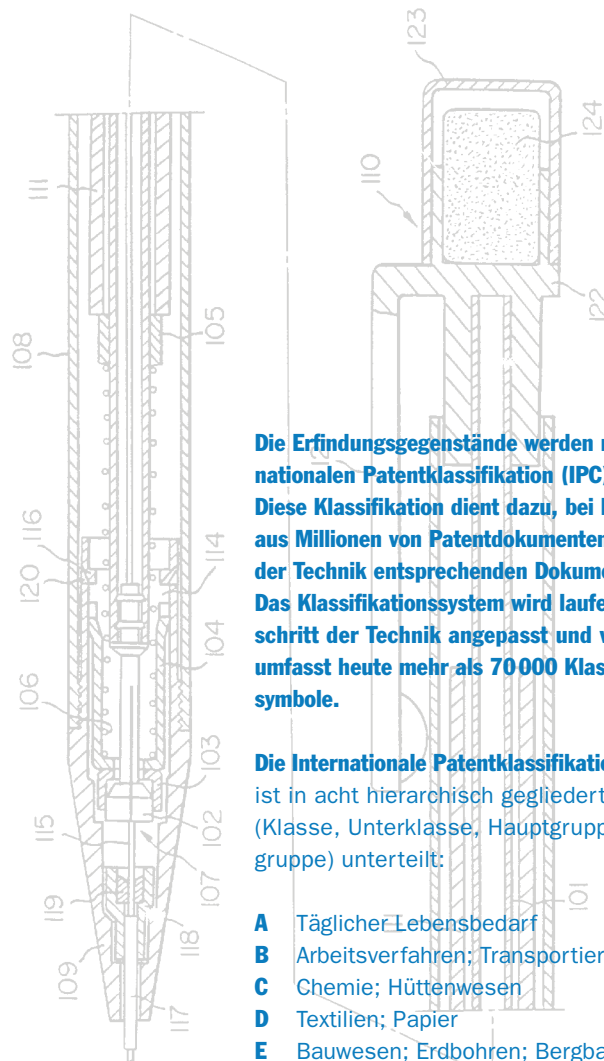 123
124
110
122
111
105
108
116
120
114
104
106
103
102
115
107
119
118
109
117
101
Die Erfindungsgegenstände werden
nationalen Patentklassifikation (IPC)
Diese Klassifikation dient dazu, bei
aus Millionen von Patentdokumenten
der Technik entsprechenden Dokume
Das Klassifikationssystem wird laufe
schritt der Technik angepasst und
umfasst heute mehr als 70 000 Klas
symbole.
Die Internationale Patentklassifikatio
ist in acht hierarchisch gegliedert
(Klasse, Unterklasse, Hauptgrupp
gruppe) unterteilt:
A Täglicher Lebensbedarf
B Arbeitsverfahren; Transportier
C Chemie; Hüttenwesen
D Textilien; Papier
E Bauwesen; Erdbohren; Bergba